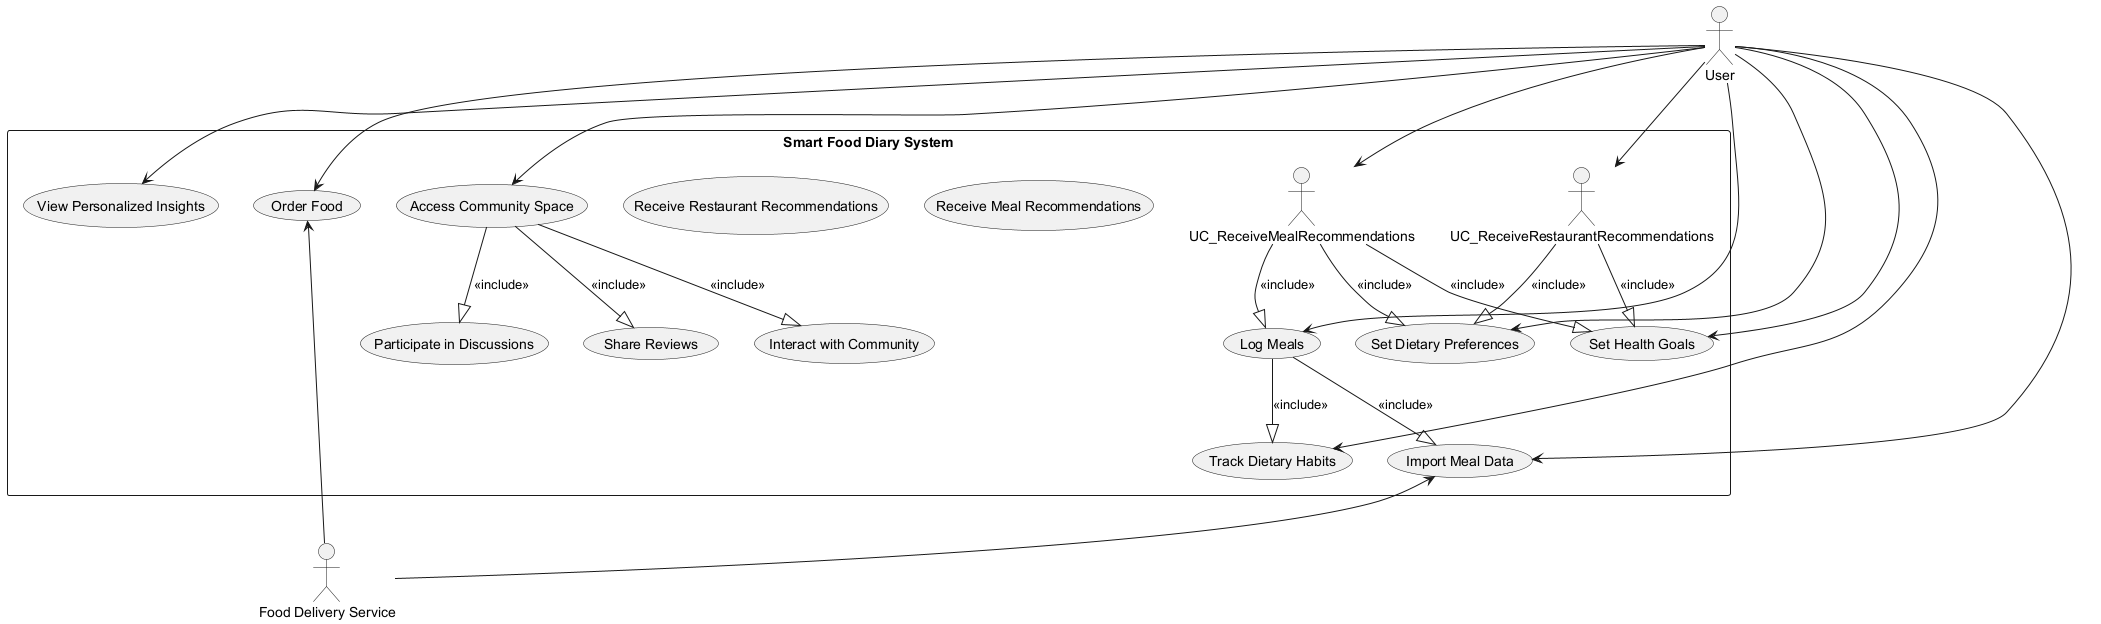 User
Smart Food Diary System
View Personalized Insights
Order Food
Access Community Space
Receive Restaurant Recommendations
Receive Meal Recommendations
UC_ReceiveMealRecommendations
UC_ReceiveRestaurantRecommendations
«include»
«include»
«include»
«include»
«include»
«include»
«include»
«include»
Participate in Discussions
Share Reviews
Interact with Community
Log Meals
Set Dietary Preferences
Set Health Goals
«include»
«include»
Track Dietary Habits
Import Meal Data
Food Delivery Service